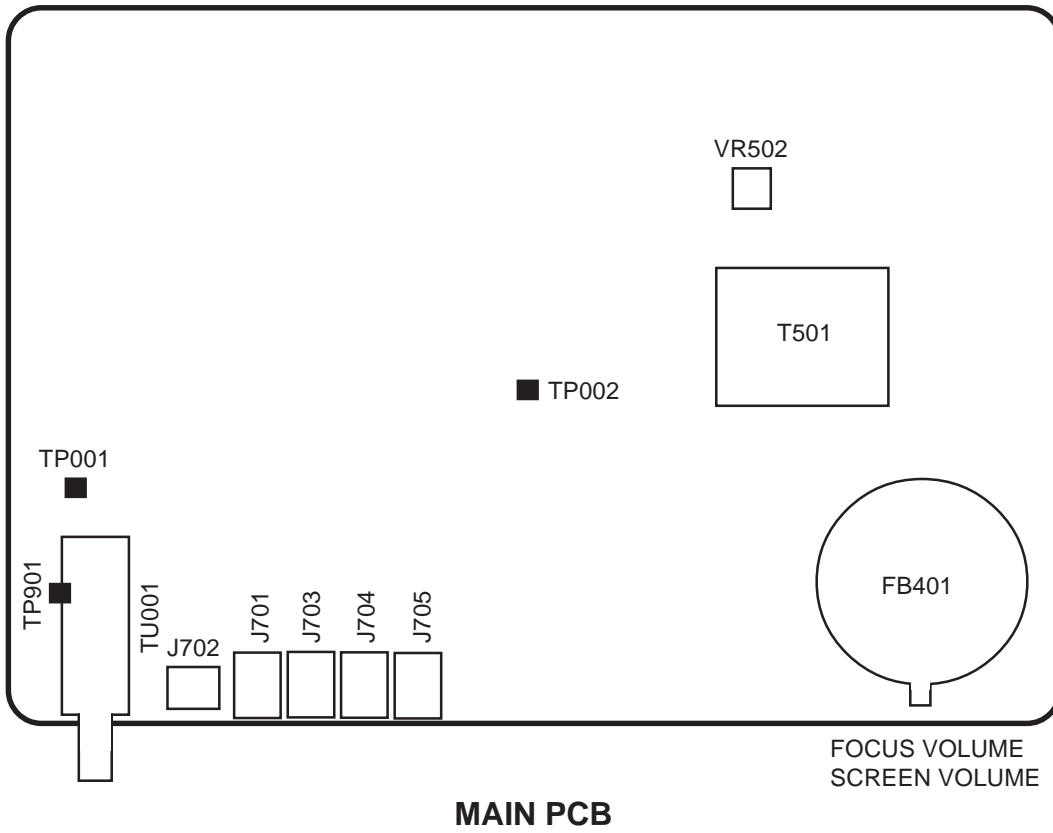 VR502
T501
TP002
TP001
TP901
TU001
J702
J701
J703
J704
J705
FB401
FOCUS VOLUME
SCREEN VOLUME
MAIN PCB